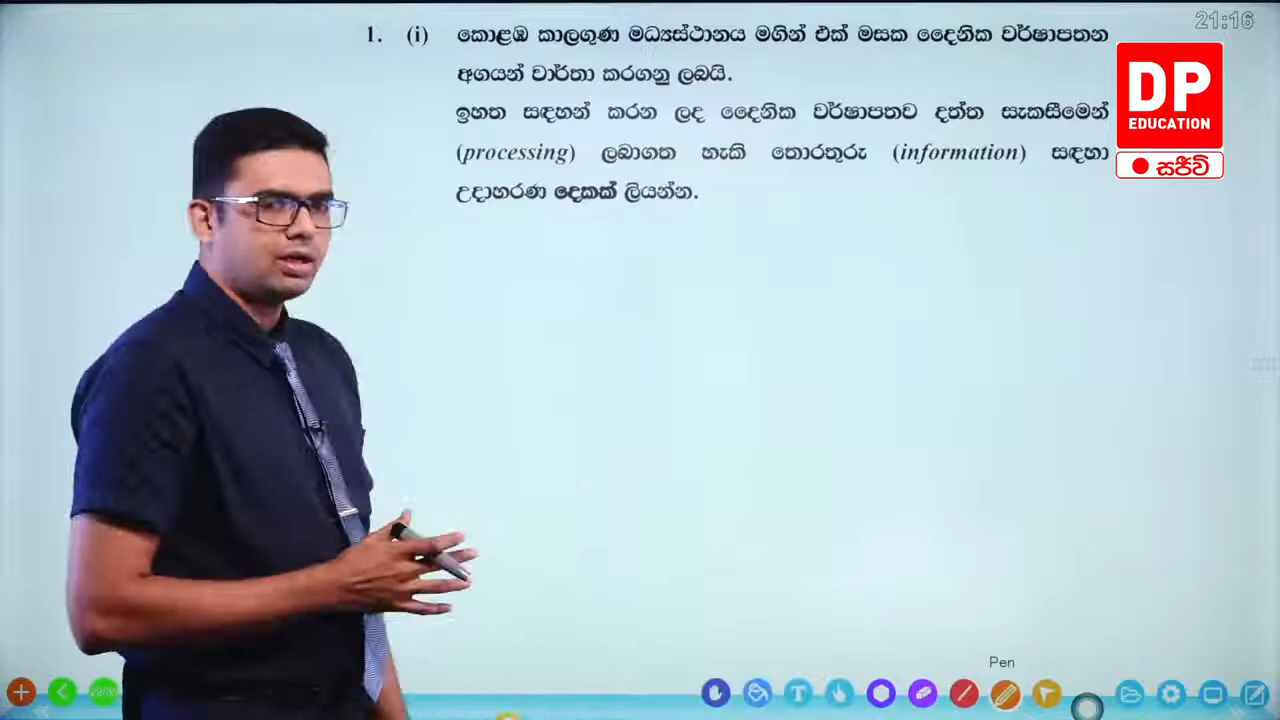 21:16
1. (i) කොළඹ කාලගුණ මධ්‍යස්ථානය මගින් එක් මසක දෛනික වර්ෂාපතන
අගයන් වාර්තා කරගනු ලබයි.
ඉහත සඳහන් කරන ලද දෛනික වර්ෂාපතව දත්ත සැකසීමෙන්
(processing) ලබාගත හැකි තොරතුරු (information) සඳහා
උදාහරණ දෙකක් ලියන්න.
DP
EDUCATION
සජීවි
Pen